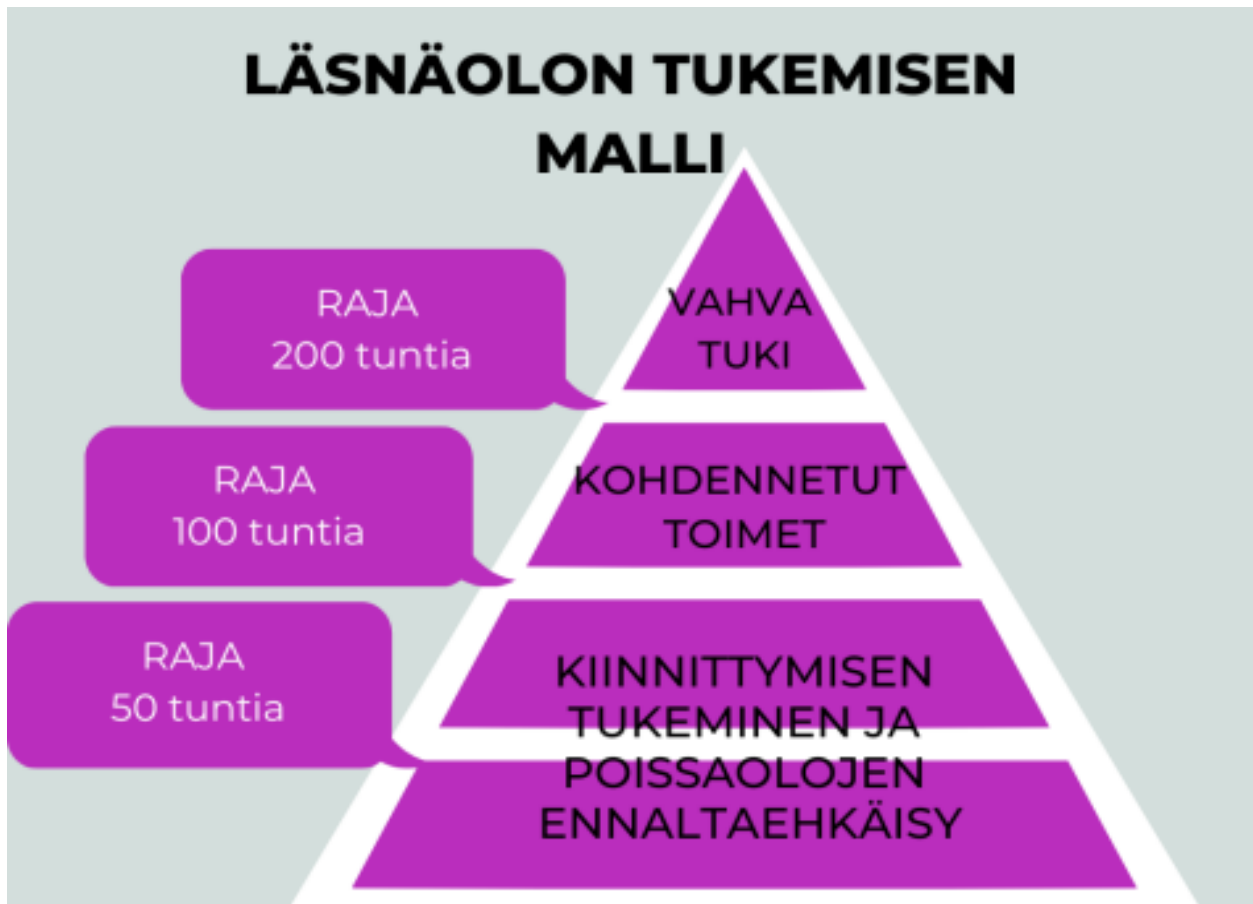 LÄSNÄOLON TUKEMISEN
MALLI
RAJA
200 tuntia
VAHVA
TUKI
RAJA
100 tuntia
KOHDENNETUT
TOIMET
RAJA
50 tuntia
KIINNITTYMISEN
TUKEMINEN JA
POISSAOLOJEN
ENNALTAEHKÄISY